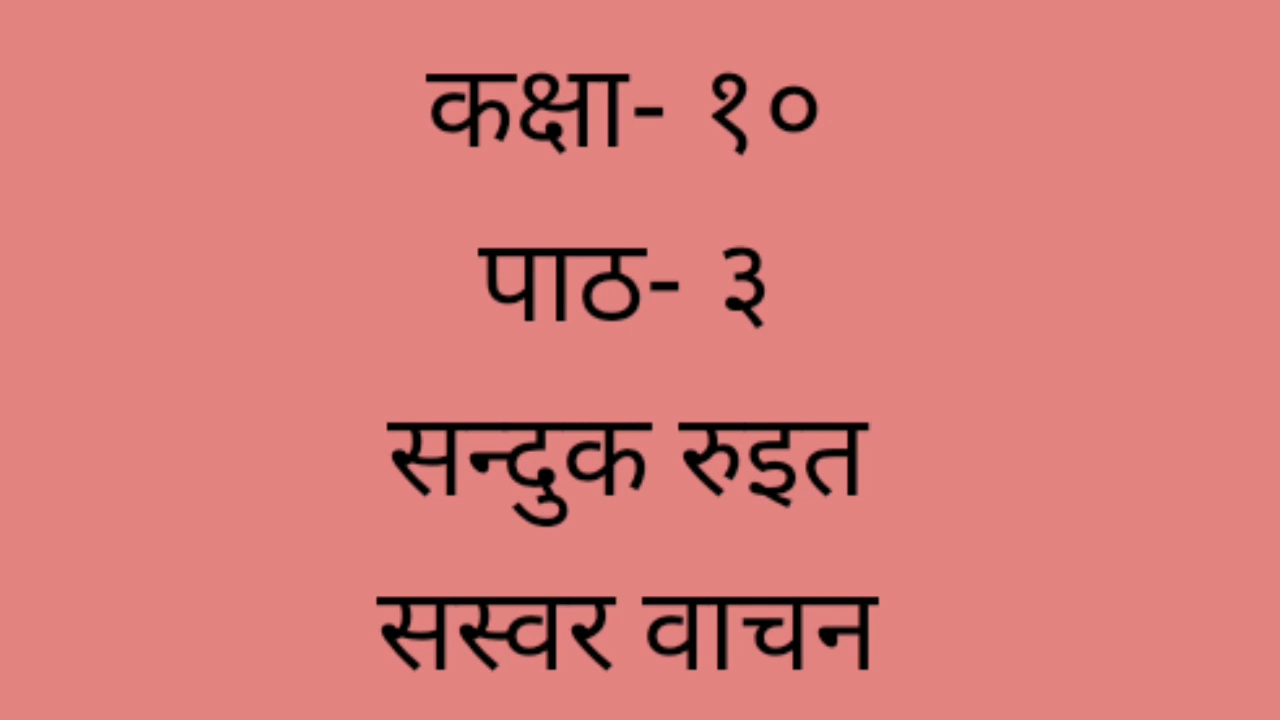 कक्षा- १०
पाठ- ३
सन्दुक रुइत
सस्वर वाचन